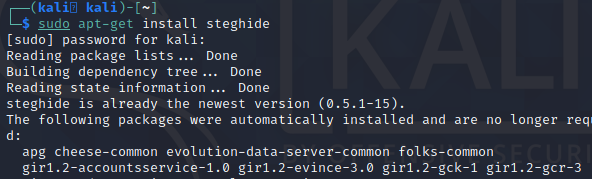 ┌──(kali㉿kali)-[~]
└─$ sudo apt-get install steghide
[sudo] password for kali:
Reading package lists... Done
Building dependency tree... Done
Reading state information... Done
steghide is already the newest version (0.5.1-15).
The following packages were automatically installed and are no longer req
d:
apg cheese-common evolution-data-server-common folks-common
gir1.2-accountsservice-1.0 gir1.2-evince-3.0 gir1.2-gck-1 gir1.2-gcr-3
KALI